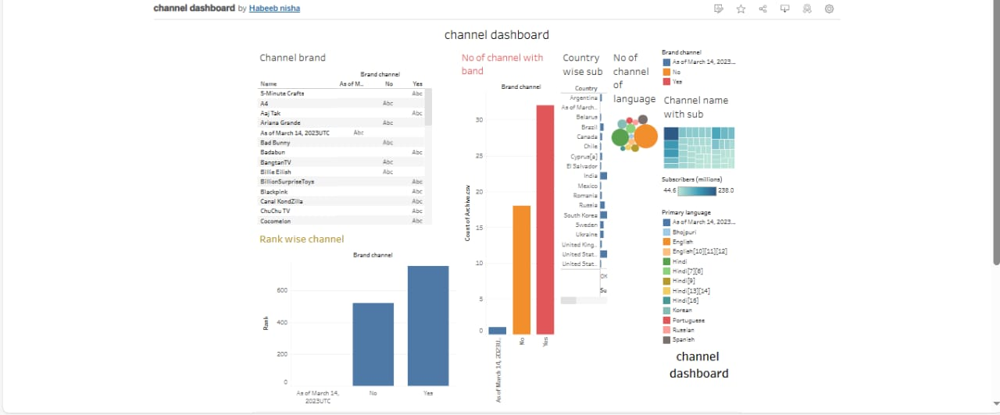 channel dashboard by Habeeb nisha
channel dashboard
Channel brand
Brand channel
Name As of M.. No Yes
5-Minute Crafts Abc
A4 Abc
Aaj Tak Abc
Ariana Grande Abc
As of March 14, 2023UTC Abc
Bad Bunny Abc
Badabun Abc
BangtanTV Abc
Billie Eilish Abc
BillionSurpriseToys Abc
Blackpink Abc
Canal KondZilla Abc
ChuChu TV Abc
Cocomelon Abc
Rank wise channel
Brand channel
Rank
600
400
200
0
As of March 14,
2023UTC
No
Yes
No of channel with
band
Brand channel
Count of Archive.csv
30
25
20
15
10
5
0
As of March 14, 2023U..
No
Yes
Country
wise sub
Country
Argentina
As of March..
Belarus
Brazil
Canada
Chile
Cyprus[a]
El Salvador
India
Mexico
Romania
Russia
South Korea
Sweden
Ukraine
United King..
United Stat..
United Stat..
0K
Su
No of
channel
of
language
Brand channel
As of March 14, 2023...
No
Yes
Channel name
with sub
Subscribers (millions)
44.6 238.0
Primary language
As of March 14, 2023...
Bhojpuri
English
English[10][11][12]
Hindi
Hindi[7][8]
Hindi[9]
Hindi[13][14]
Hindi[16]
Korean
Portuguese
Russian
Spanish
channel
dashboard